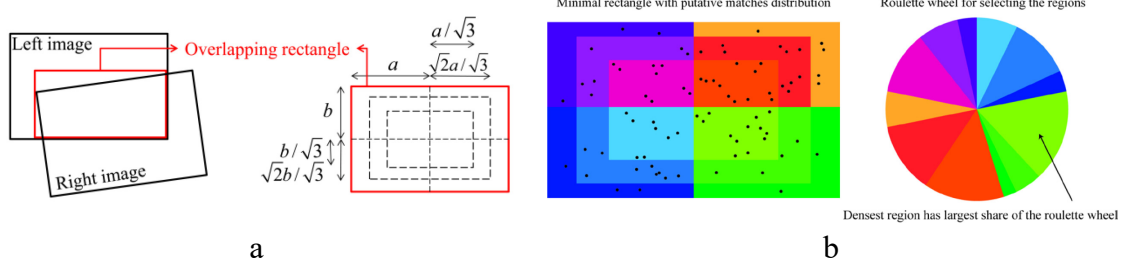 Left image
Overlapping rectangle
Right image
a/√3
a
√2a/√3
b
b/√3
√2b/√3
a
Minimal rectangle with putative matches distribution
Roulette wheel for selecting the regions
Densest region has largest share of the roulette wheel
b